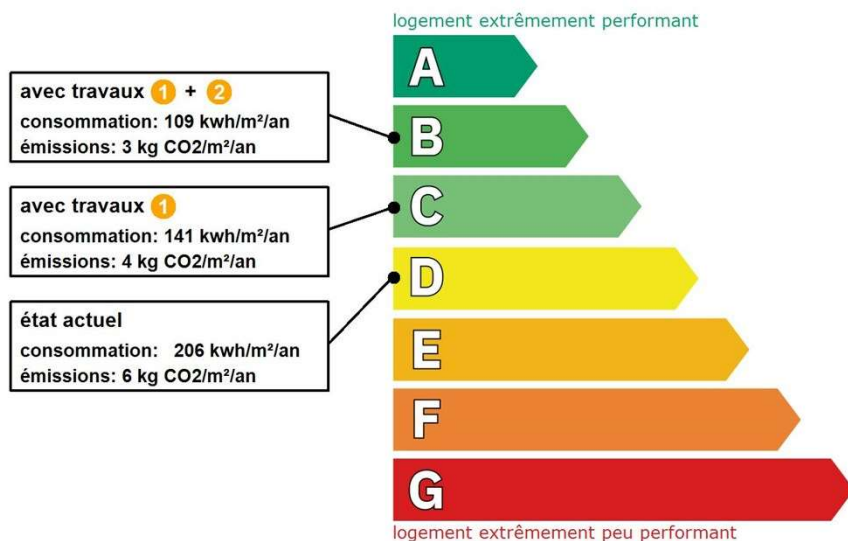 logement extrêmement performant
A
avec travaux 1 + 2
consommation: 109 kwh/m²/an
émissions: 3 kg CO2/m²/an
B
avec travaux 1
consommation: 141 kwh/m²/an
émissions: 4 kg CO2/m²/an
C
D
état actuel
consommation: 206 kwh/m²/an
émissions: 6 kg CO2/m²/an
E
F
G
logement extrêmement peu performant